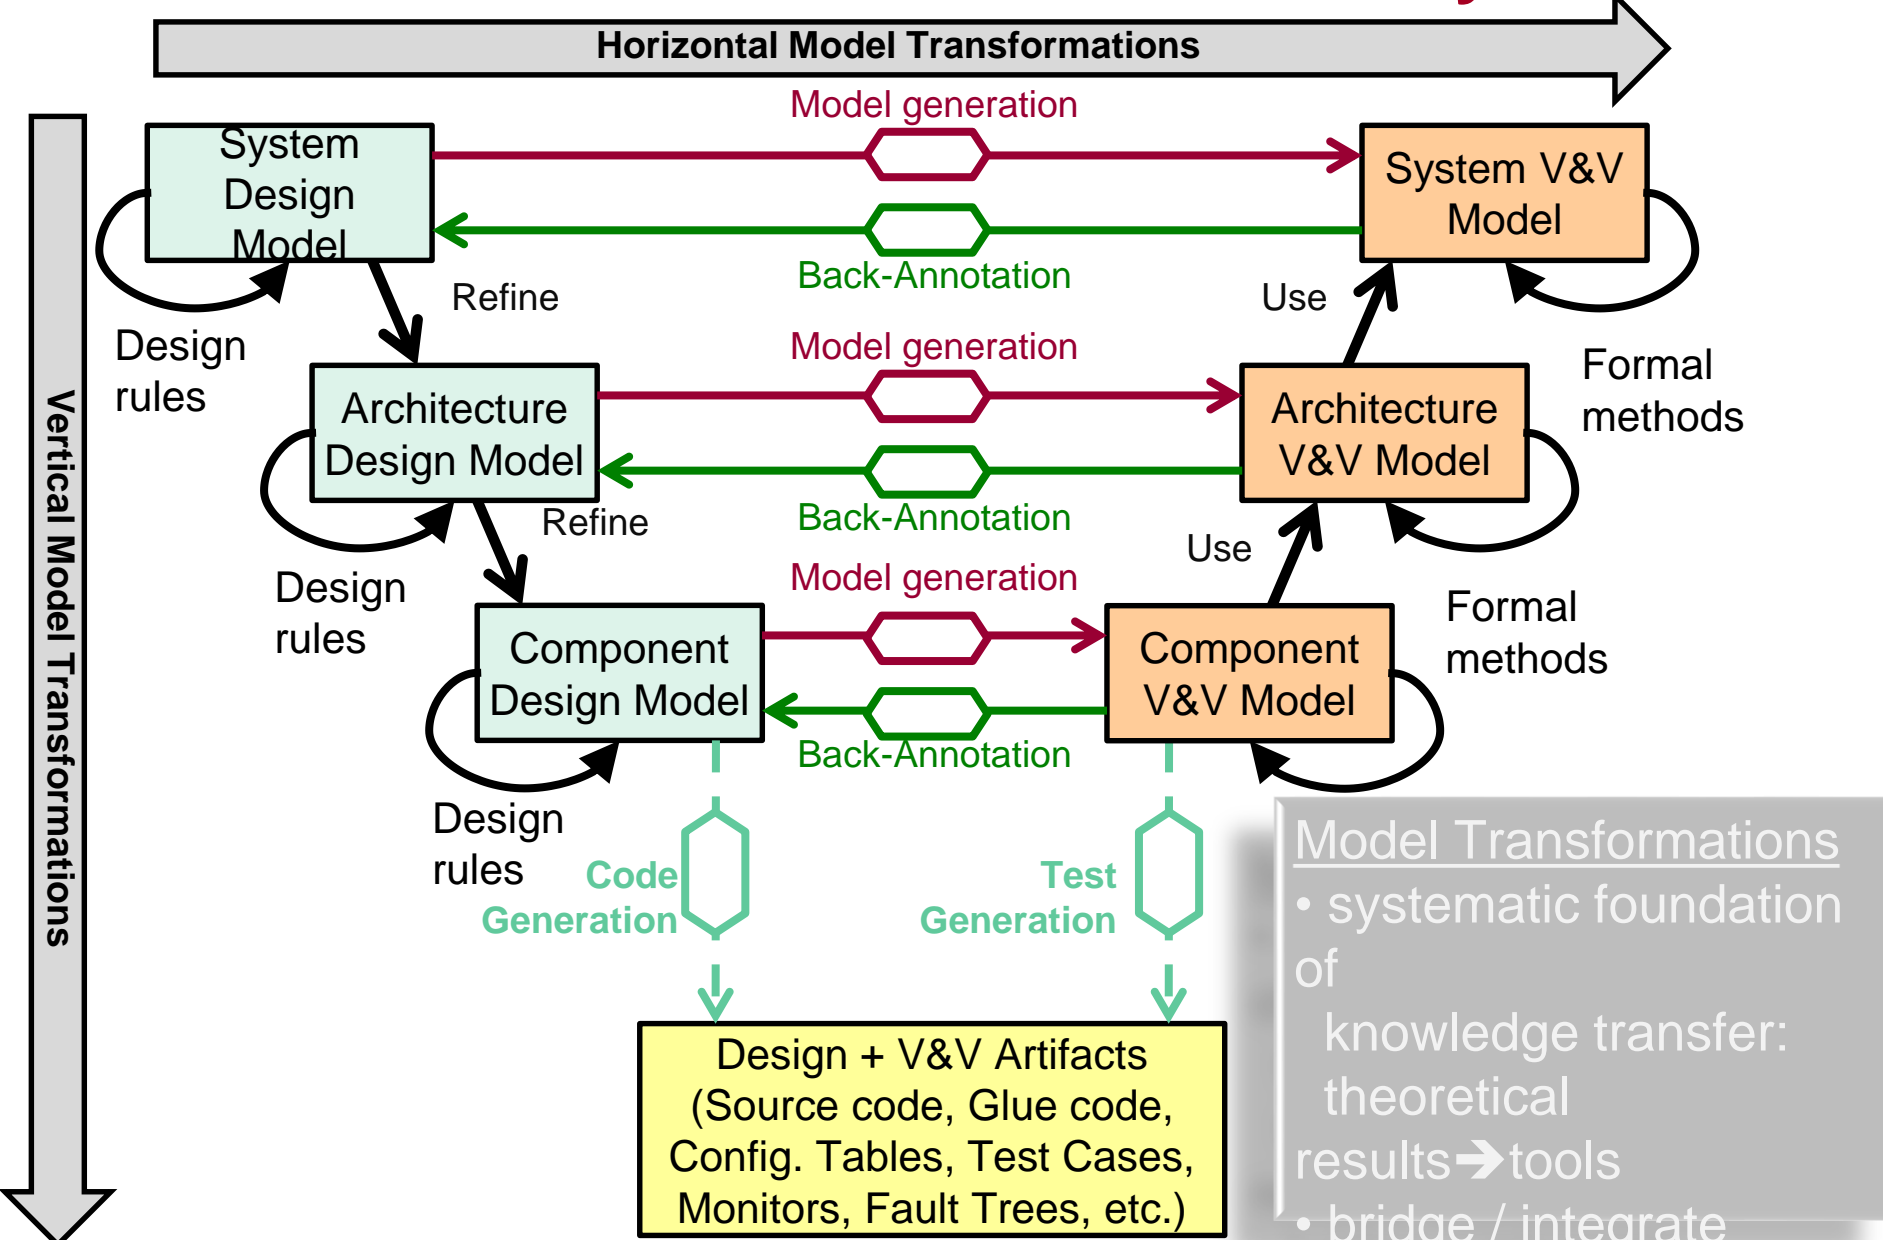 Horizontal Model Transformations
Vertical Model Transformations
Model generation
System
Design
Model
System V&V
Model
Back-Annotation
Refine
Use
Design
rules
Formal
methods
Model generation
Architecture
Design Model
Architecture
V&V Model
Back-Annotation
Refine
Use
Design
rules
Formal
methods
Model generation
Component
Design Model
Component
V&V Model
Back-Annotation
Design
rules
Code
Generation
Test
Generation
Design + V&V Artifacts
(Source code, Glue code,
Config. Tables, Test Cases,
Monitors, Fault Trees, etc.)
Model Transformations
• systematic foundation
of
knowledge transfer:
theoretical
results➔tools
• bridge / integrate